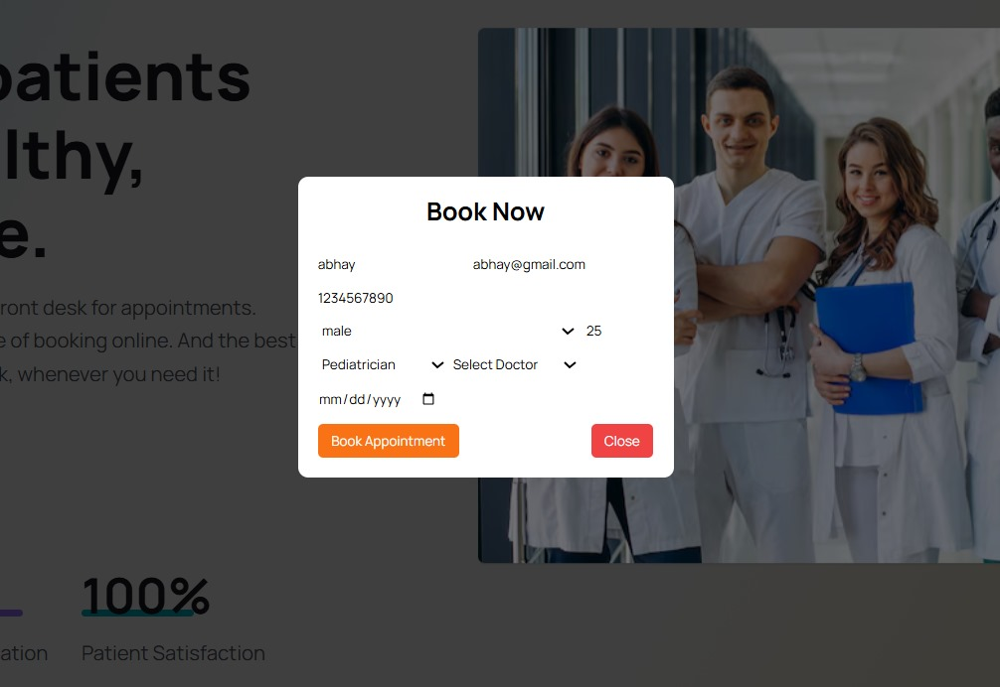 patients
lthy,
e.
ront desk for appointments.
e of booking online. And the best
k, whenever you need it!
Book Now
abhay abhay@gmail.com
1234567890
male 25
Pediatrician Select Doctor
mm/dd/yyyy
Book Appointment Close
100%
ation Patient Satisfaction